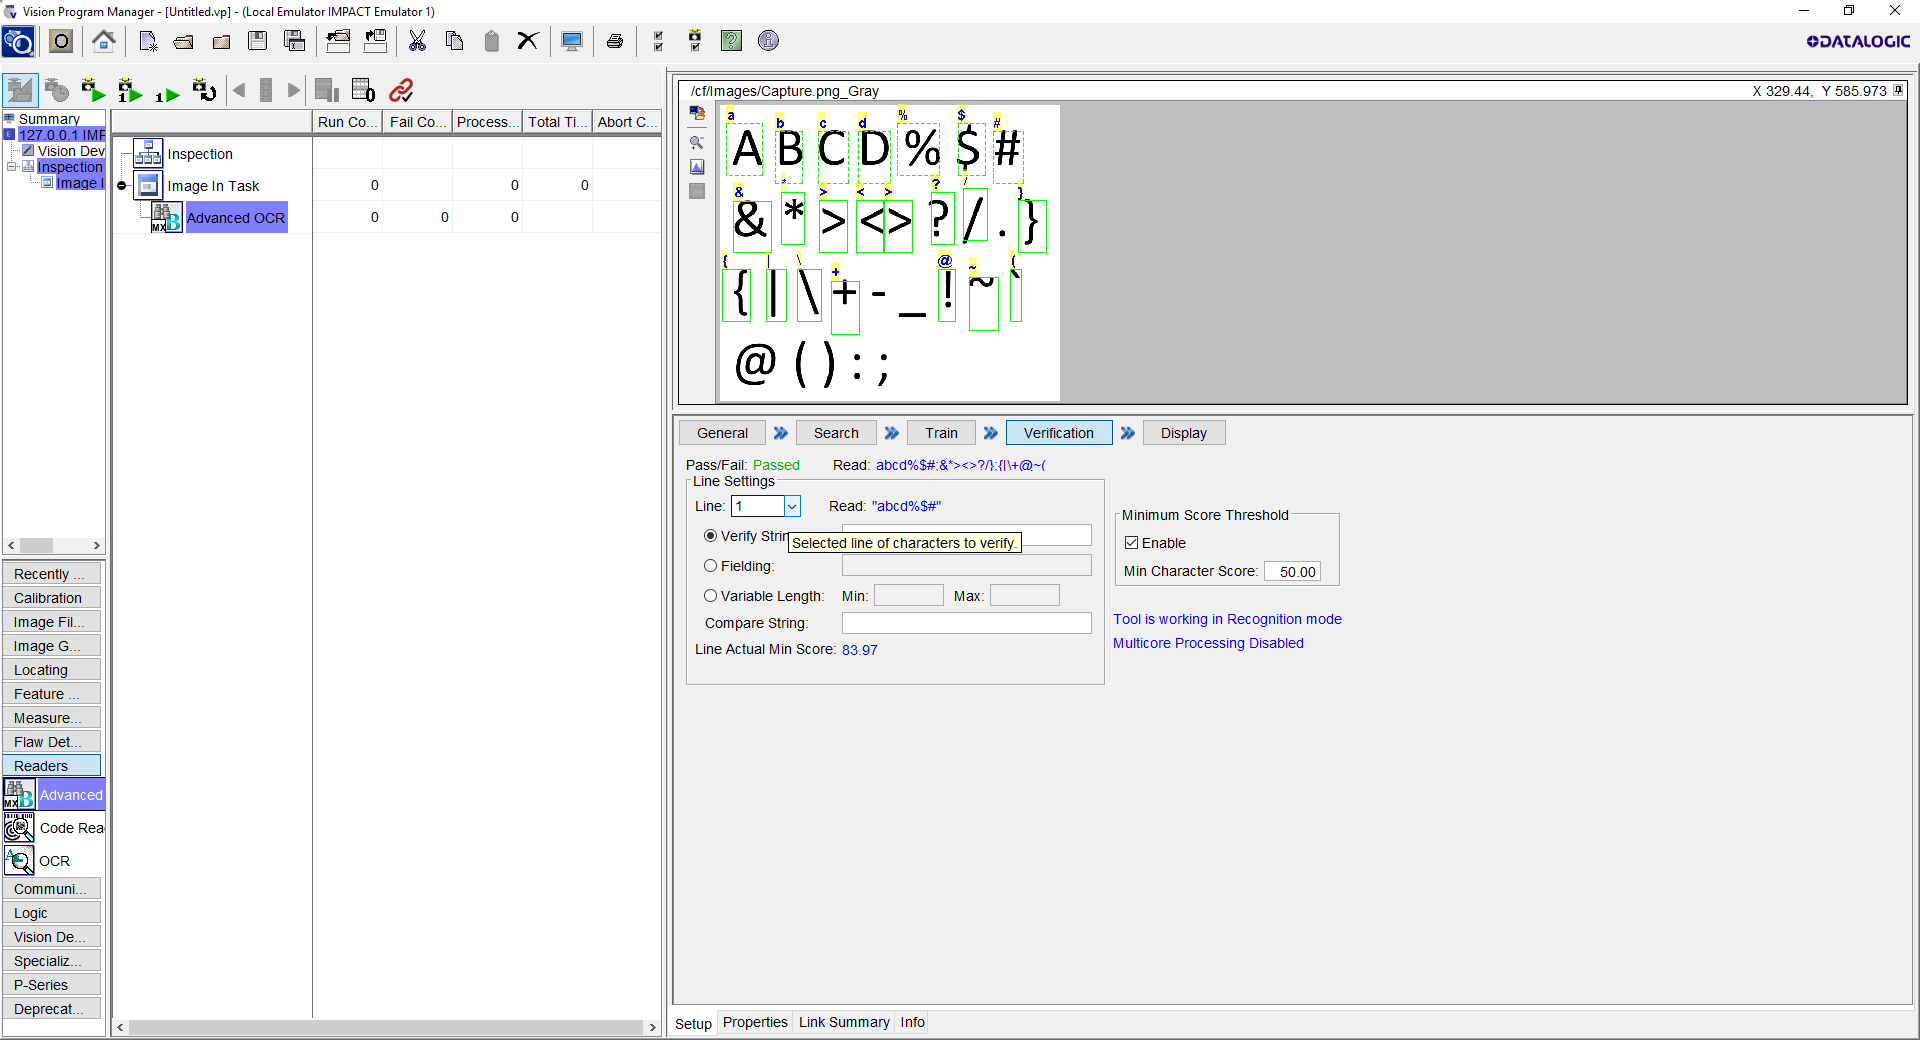 Vision Program Manager - [Untitled.vp] - (Local Emulator IMPACT Emulator 1)
DATALOGIC
Summary
127.0.0.1 IMP
Vision Dev
Inspection
Image I
Run Co... Fail Co... Process... Total Ti... Abort C...
Inspection
Image In Task 0 0 0
Advanced OCR 0 0 0
Recently ...
Calibration
Image Fil...
Image G...
Locating
Feature ...
Measure...
Flaw Det...
Readers
Advanced
Code Rea
OCR
Communi...
Logic
Vision De...
Specializ...
P-Series
Deprecat...
/cf/Images/Capture.png_Gray X 329.44, Y 585.973
a b c d % $ #
A B C D % $ #
& * > < > ? / }
& * > < > ? / . }
{ | \ + @ ~ (
{ | \ + - _ ! ~ `
@ ( ) : ;
General Search Train Verification Display
Pass/Fail: Passed Read: abcd%$#;&*><>?/};{|\+@~(
Line Settings
Line: 1 Read: "abcd%$#"
Verify Strin
Selected line of characters to verify.
Fielding:
Variable Length: Min: Max:
Compare String:
Line Actual Min Score: 83.97
Minimum Score Threshold
Enable
Min Character Score: 50.00
Tool is working in Recognition mode
Multicore Processing Disabled
Setup Properties Link Summary Info